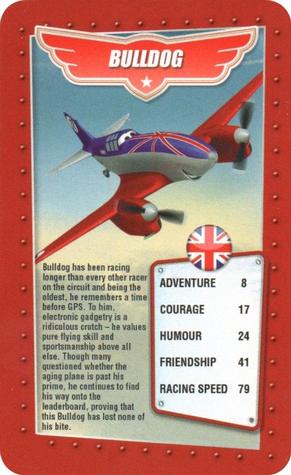 BULLDOG
Bulldog has been racing
longer than every other racer
on the circuit and being the
oldest, he remembers a time
before GPS. To him,
electronic gadgetry is a
ridiculous crutch – he values
pure flying skill and
sportsmanship above all
else. Though many
questioned whether the
aging plane is past his
prime, he continues to find
his way onto the
leaderboard, proving that
this Bulldog has lost none of
his bite.
ADVENTURE 8
COURAGE 17
HUMOUR 24
FRIENDSHIP 41
RACING SPEED 79